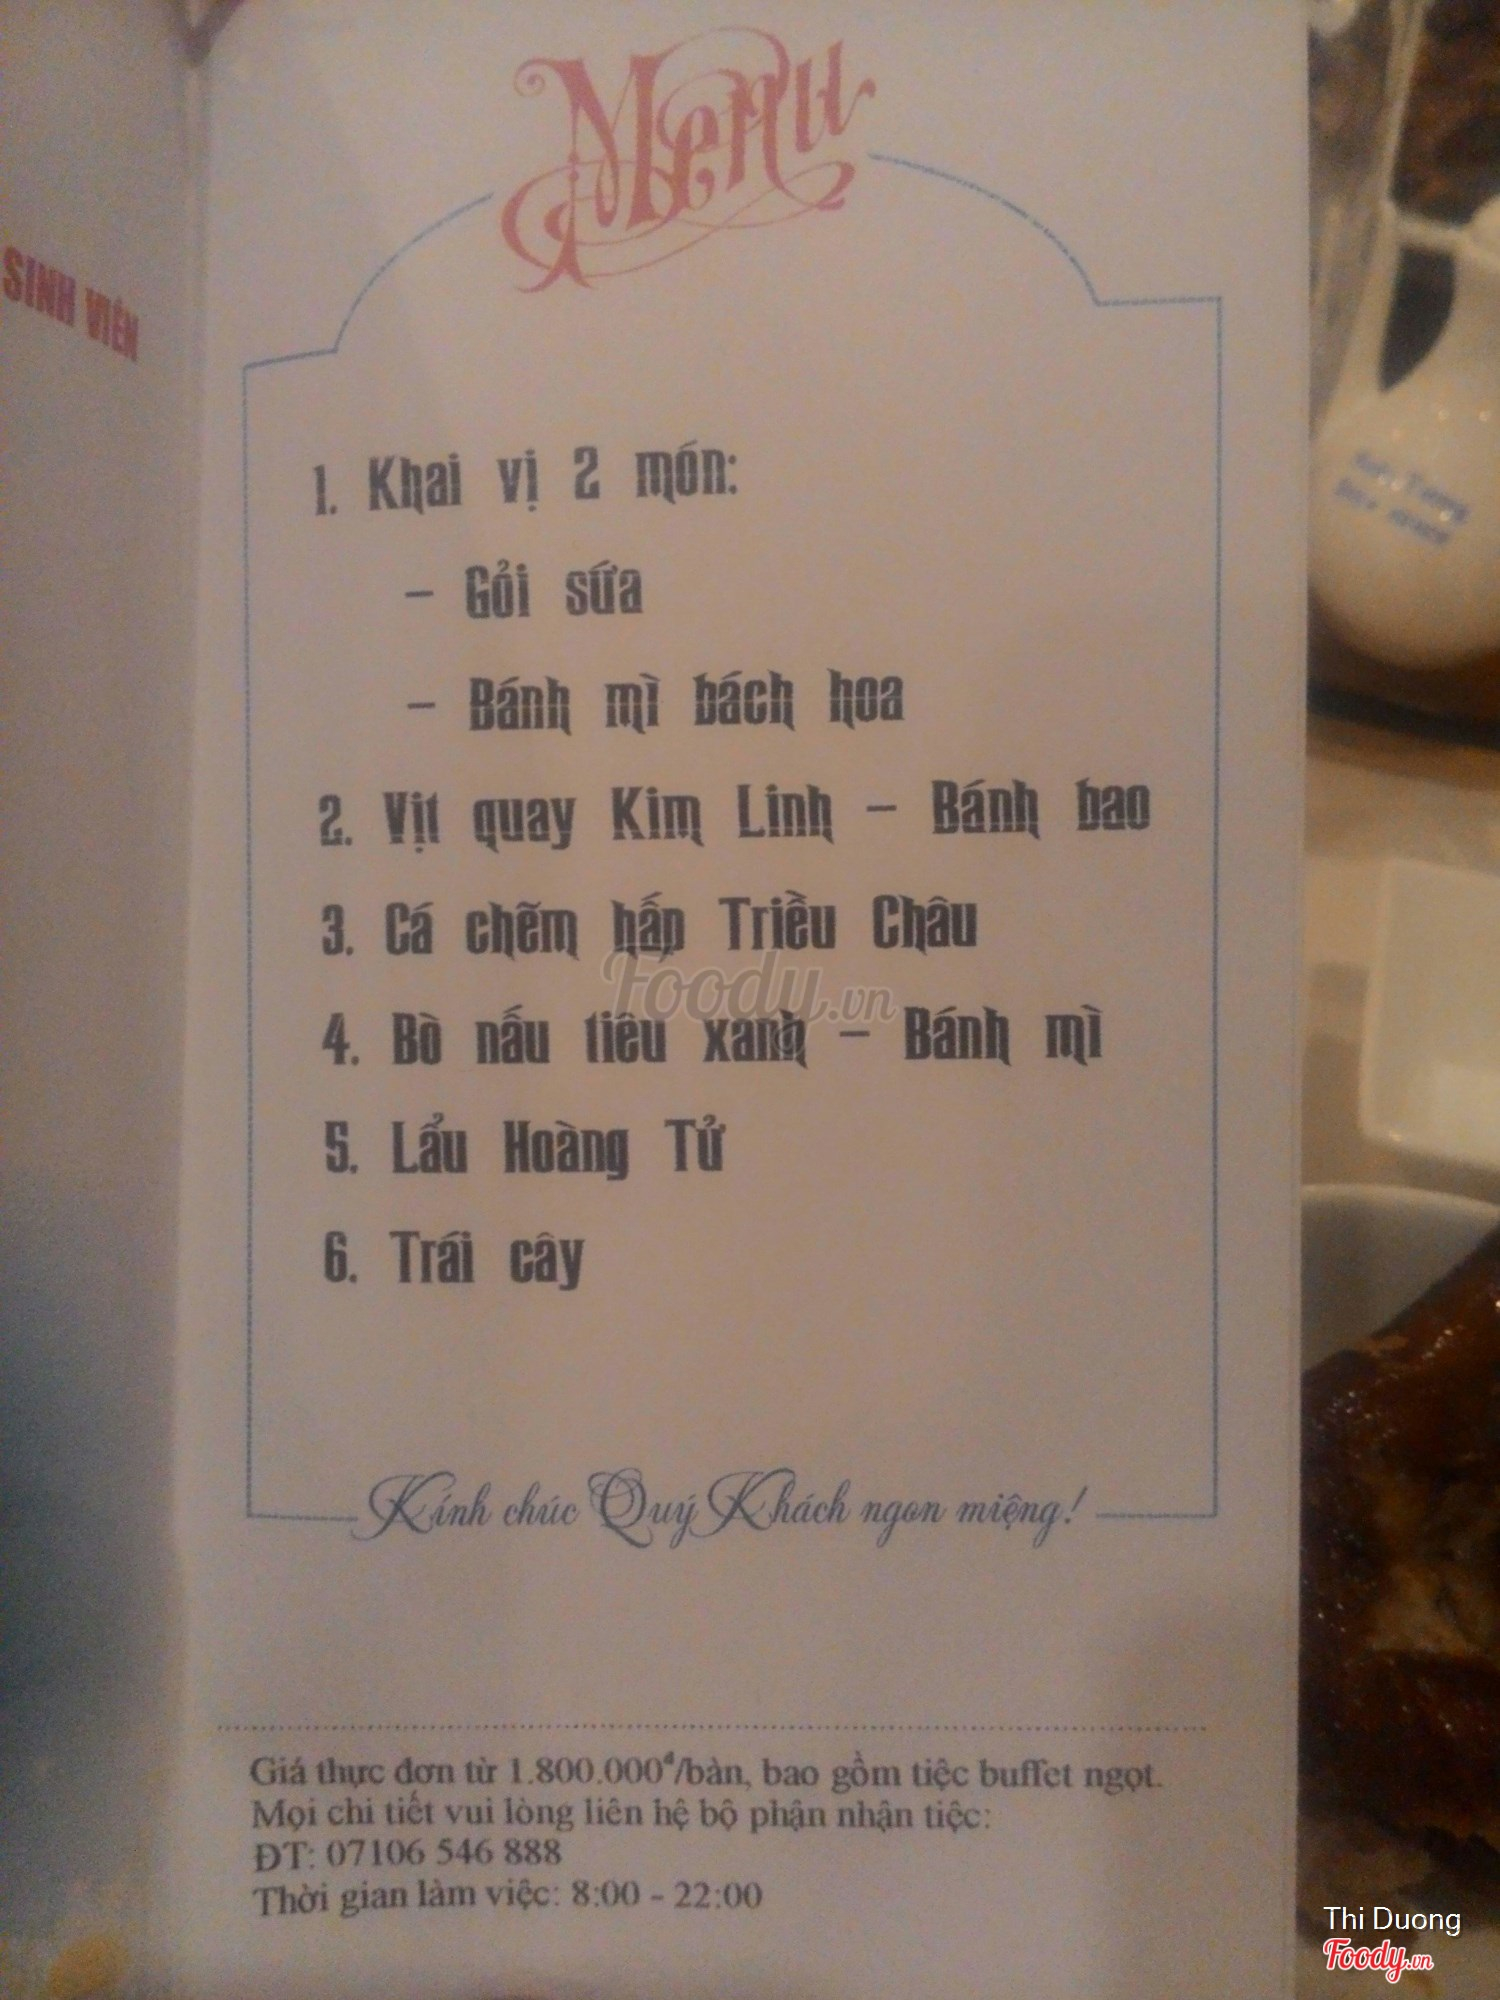 Menu
SINH VIÊN
1. Khai vị 2 món:
– Gỏi sứa
– Bánh mì bách hoa
2. Vịt quay Kim Linh – Bánh bao
3. Cá chẽm hấp Triều Châu
Foody.vn
4. Bò nấu tiêu xanh – Bánh mì
5. Lẩu Hoàng Tử
6. Trái cây
Kính chúc Quý Khách ngon miệng!
Giá thực đơn từ 1.800.000đ/bàn, bao gồm tiệc buffet ngọt.
Mọi chi tiết vui lòng liên hệ bộ phận nhận tiệc:
ĐT: 07106 546 888
Thời gian làm việc: 8:00 - 22:00
Thi Duong
Foody.vn